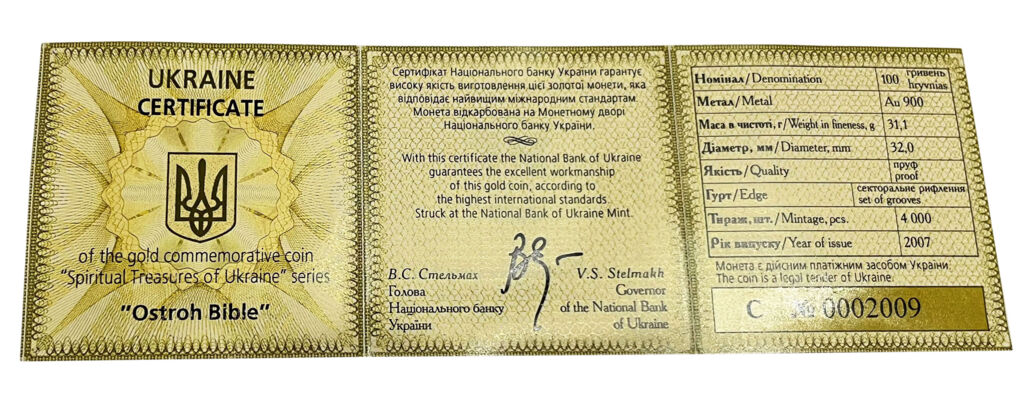 UKRAINE
CERTIFICATE
of the gold commemorative coin
"Spiritual Treasures of Ukraine" series
"Ostroh Bible"
Сертифікат Національного банку України гарантує
високу якість виготовлення цієї золотої монети, яка
відповідає найвищим міжнародним стандартам.
Монета відкарбована на Монетному дворі
Національного банку України.
With this certificate the National Bank of Ukraine
guarantees the excellent workmanship
of this gold coin, according to
the highest international standards.
Struck at the National Bank of Ukraine Mint.
В.С. Стельмах
Голова
Національного банку
України
V.S. Stelmakh
Governor
of the National Bank
of Ukraine
Номінал/Denomination 100 гривень hryvnias
Метал/Metal Au 900
Маса в чистоті, г/Weight in fineness, g 31,1
Діаметр, мм/Diameter, mm 32,0
Якість/Quality пруф proof
Гурт/Edge секторальне рифлення set of grooves
Тираж, шт./Mintage, pcs. 4 000
Рік випуску/Year of issue 2007
Монета є дійсним платіжним засобом України.
The coin is a legal tender of Ukraine.
С № 0002009